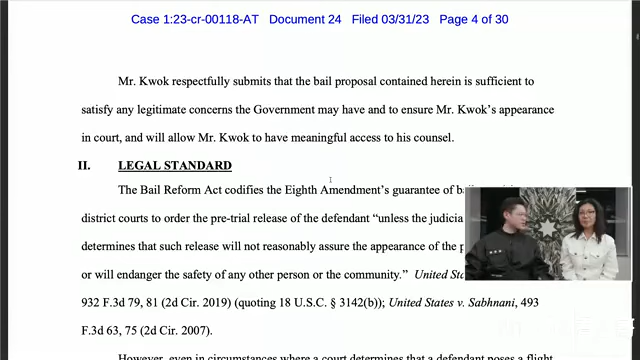 Case 1:23-cr-00118-AT Document 24 Filed 03/31/23 Page 4 of 30
Mr. Kwok respectfully submits that the bail proposal contained herein is sufficient to
satisfy any legitimate concerns the Government may have and to ensure Mr. Kwok's appearance
in court, and will allow Mr. Kwok to have meaningful access to his counsel.
II. LEGAL STANDARD
The Bail Reform Act codifies the Eighth Amendment's guarantee of
district courts to order the pre-trial release of the defendant "unless the
determines that such release will not reasonably assure the appearance of the
or will endanger the safety of any other person or the community." United
932 F.3d 79, 81 (2d Cir. 2019) (quoting 18 U.S.C. § 3142(b)); United States v. Sabhnani, 493
F.3d 63, 75 (2d Cir. 2007).
However, even in circumstances where a court determines that a defendant poses a flight